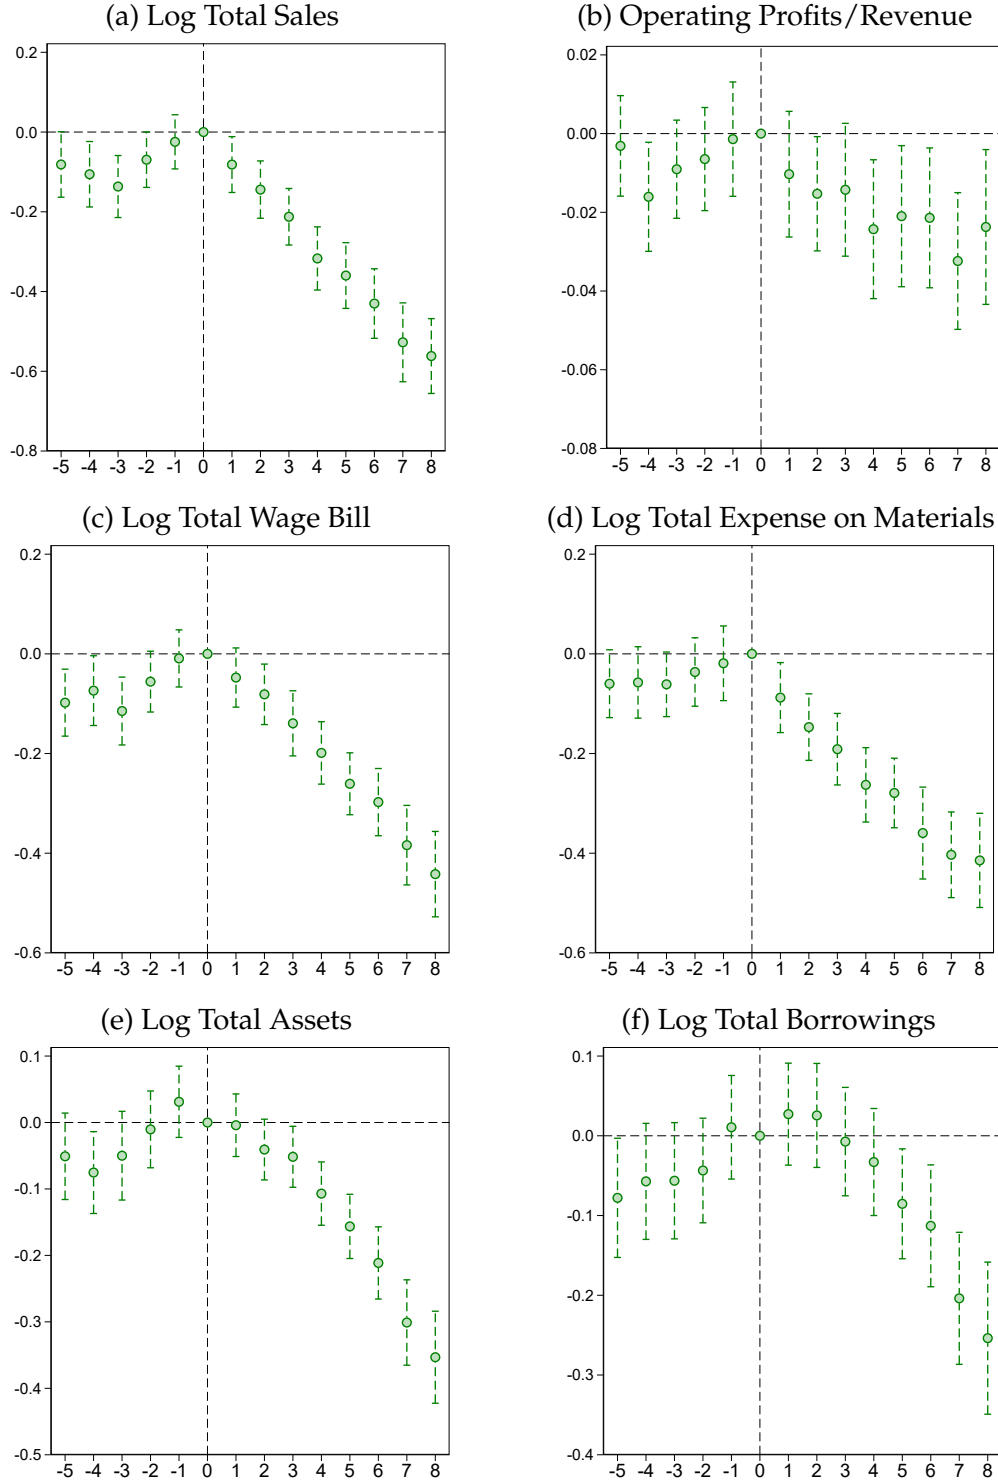 (a) Log Total Sales
0.2
0.0
-0.2
-0.4
-0.6
-0.8
-5 -4 -3 -2 -1 0 1 2 3 4 5 6 7 8
(b) Operating Profits/Revenue
0.02
0.00
-0.02
-0.04
-0.06
-0.08
-5 -4 -3 -2 -1 0 1 2 3 4 5 6 7 8
(c) Log Total Wage Bill
0.2
0.0
-0.2
-0.4
-0.6
-5 -4 -3 -2 -1 0 1 2 3 4 5 6 7 8
(d) Log Total Expense on Materials
0.2
0.0
-0.2
-0.4
-0.6
-5 -4 -3 -2 -1 0 1 2 3 4 5 6 7 8
(e) Log Total Assets
0.1
0.0
-0.1
-0.2
-0.3
-0.4
-0.5
-5 -4 -3 -2 -1 0 1 2 3 4 5 6 7 8
(f) Log Total Borrowings
0.1
0.0
-0.1
-0.2
-0.3
-0.4
-5 -4 -3 -2 -1 0 1 2 3 4 5 6 7 8